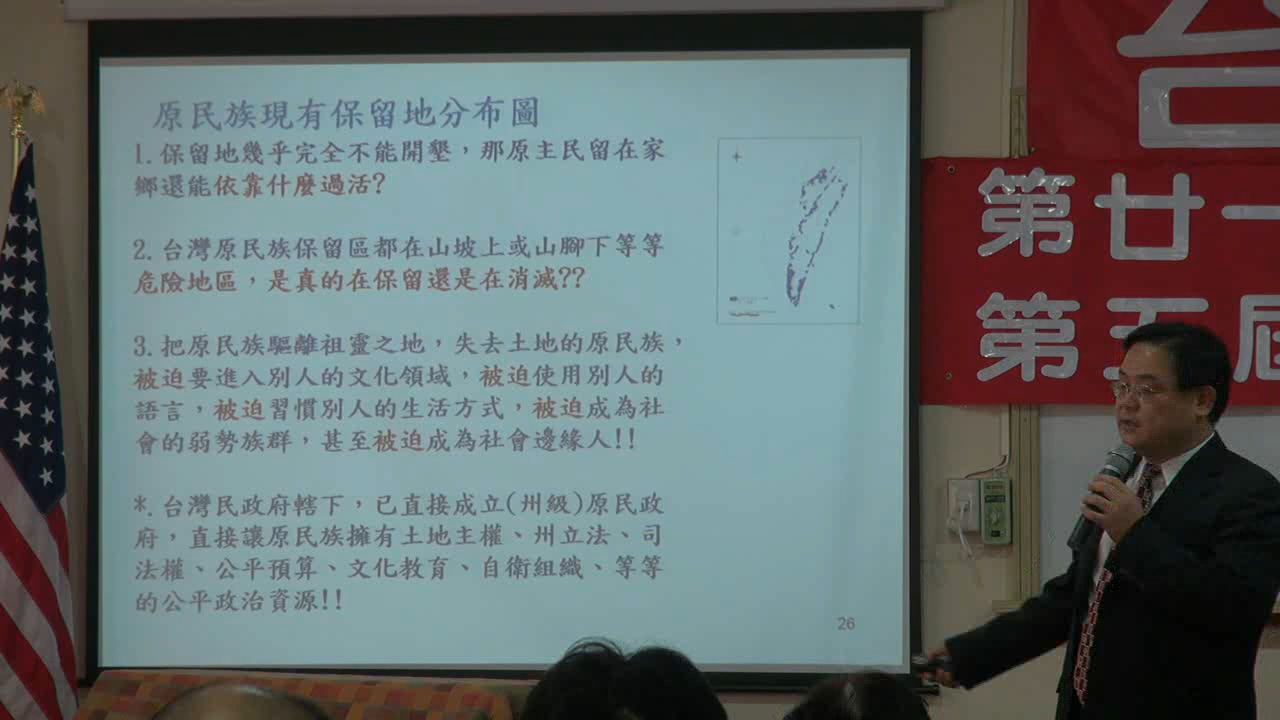 原民族現有保留地分布圖
1. 保留地幾乎完全不能開墾，那原主民留在家
鄉還能依靠什麼過活?
2. 台灣原民族保留區都在山坡上或山腳下等等
危險地區，是真的在保留還是在消滅??
3. 把原民族驅離祖靈之地，失去土地的原民族，
被迫要進入別人的文化領域，被迫使用別人的
語言，被迫習慣別人的生活方式，被迫成為社
會的弱勢族群，甚至被迫成為社會邊緣人!!
*. 台灣民政府轄下，已直接成立(州級)原民政
府，直接讓原民族擁有土地主權、州立法、司
法權、公平預算、文化教育、自衛組織、等等
的公平政治資源!!
26
台
第廿一
第五屆